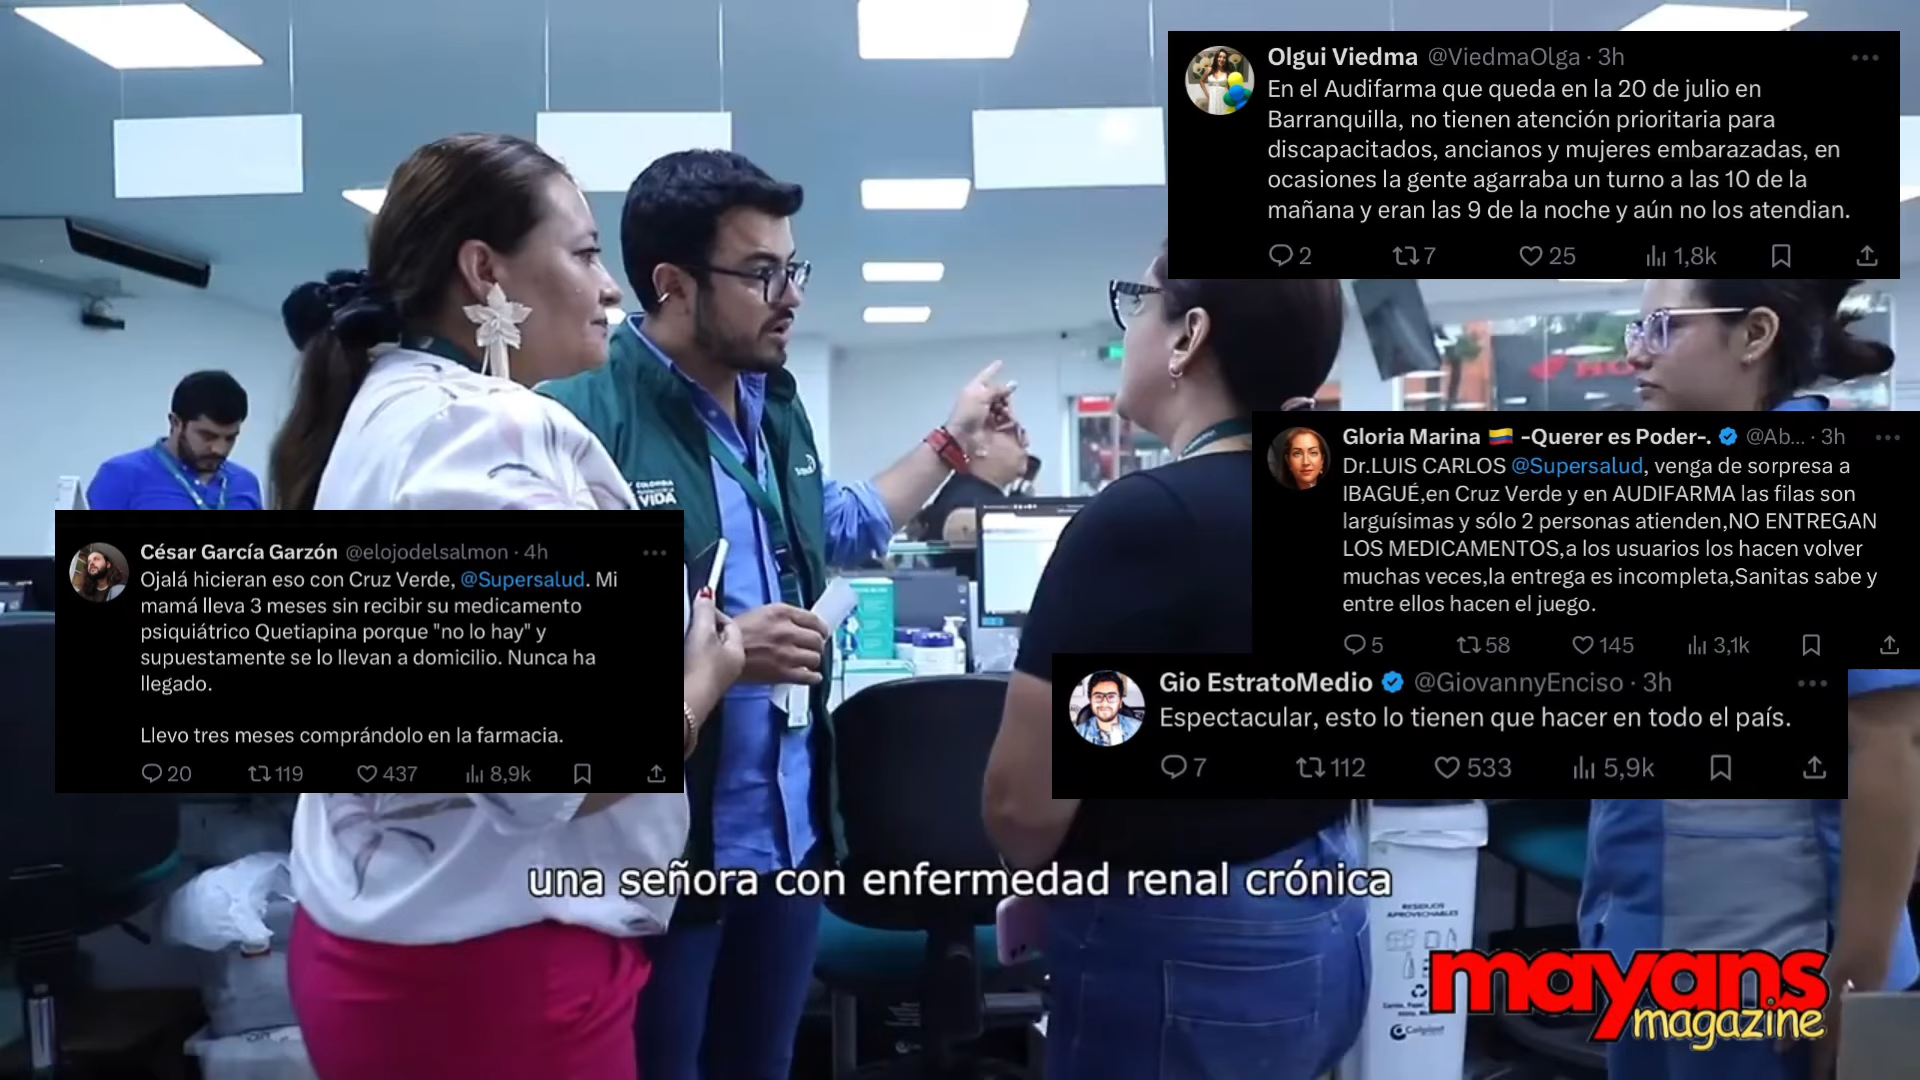 Olgui Viedma @ViedmaOlga · 3h
En el Audifarma que queda en la 20 de julio en
Barranquilla, no tienen atención prioritaria para
discapacitados, ancianos y mujeres embarazadas, en
ocasiones la gente agarraba un turno a las 10 de la
mañana y eran las 9 de la noche y aún no los atendian.
2 7 25 1,8k
Gloria Marina 🇨🇴 -Querer es Poder-. @Ab... · 3h
Dr.LUIS CARLOS @Supersalud, venga de sorpresa a
IBAGUÉ,en Cruz Verde y en AUDIFARMA las filas son
larguísimas y sólo 2 personas atienden,NO ENTREGAN
LOS MEDICAMENTOS,a los usuarios los hacen volver
muchas veces,la entrega es incompleta,Sanitas sabe y
entre ellos hacen el juego.
5 58 145 3,1k
COLOMBIA
VIDA
César García Garzón @elojodelsalmon · 4h
Ojalá hicieran eso con Cruz Verde, @Supersalud. Mi
mamá lleva 3 meses sin recibir su medicamento
psiquiátrico Quetiapina porque "no lo hay" y
supuestamente se lo llevan a domicilio. Nunca ha
llegado.
Llevo tres meses comprándolo en la farmacia.
20 119 437 8,9k
Gio EstratoMedio @GiovannyEnciso · 3h
Espectacular, esto lo tienen que hacer en todo el país.
7 112 533 5,9k
una señora con enfermedad renal crónica
RESIDUOS
APROVECHABLES
mayans
magazine